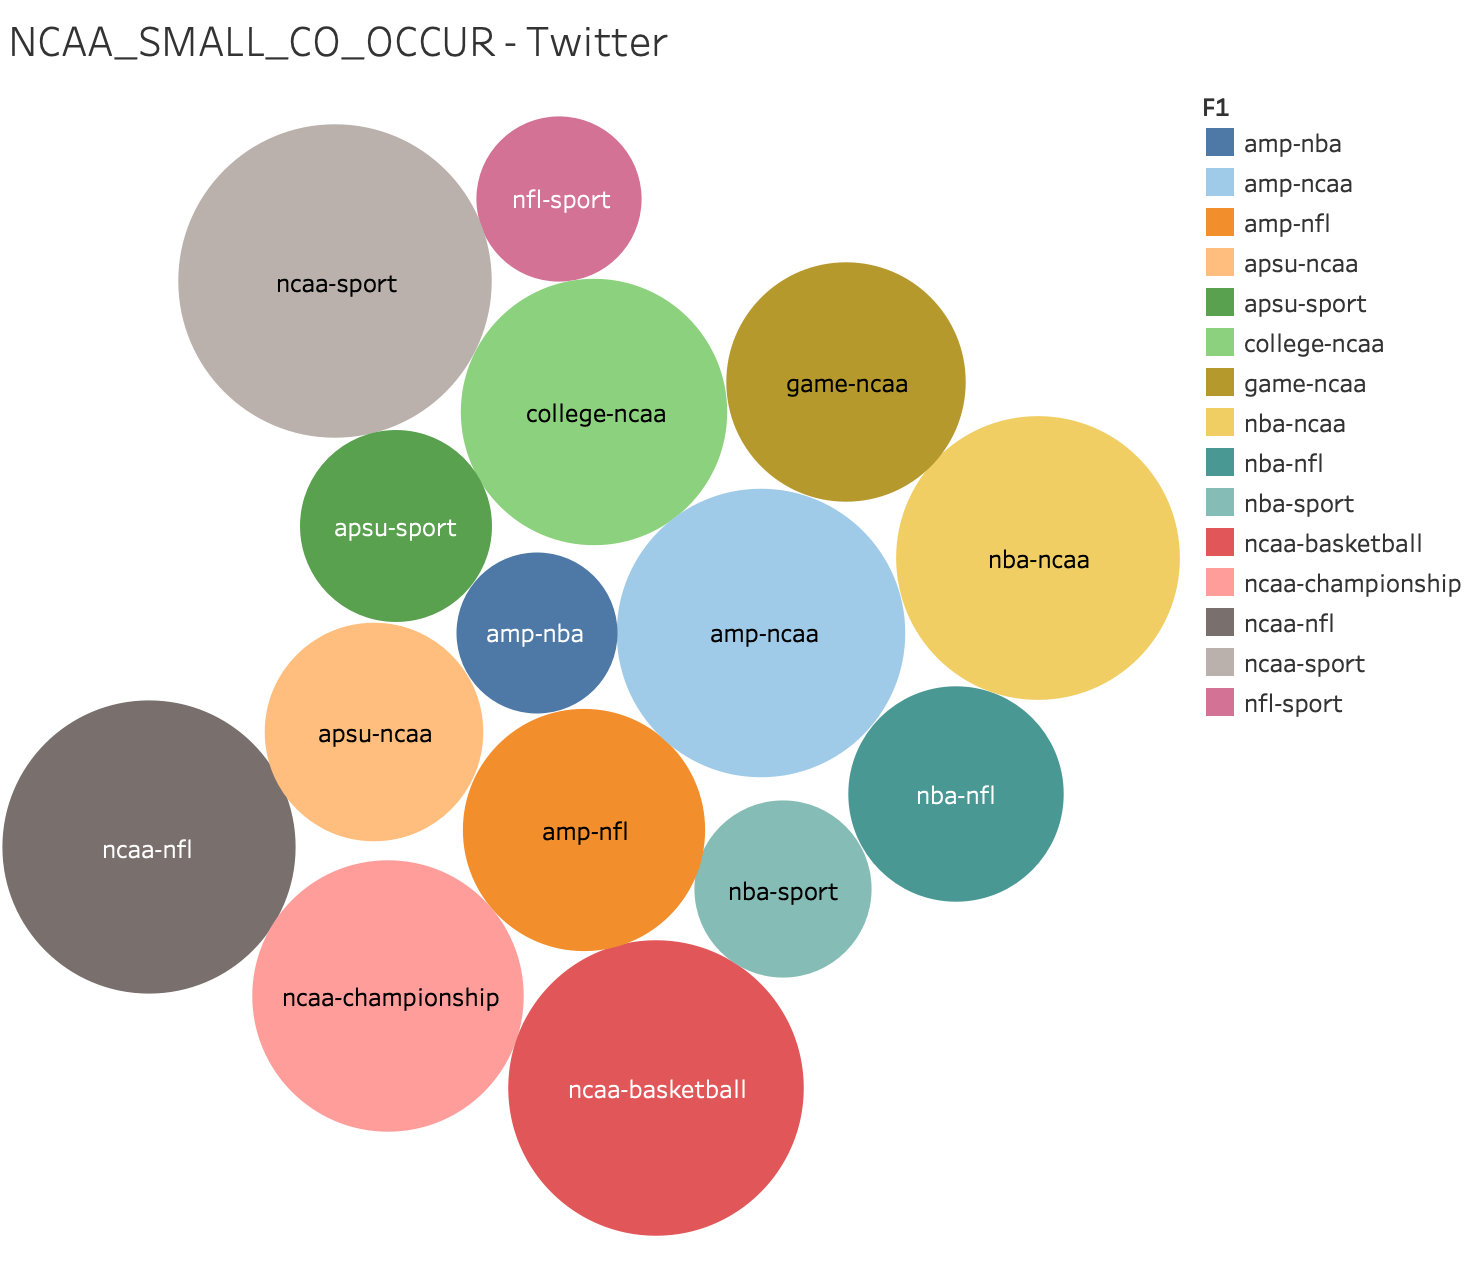 NCAA_SMALL_CO_OCCUR - Twitter
nfl-sport
ncaa-sport
game-ncaa
college-ncaa
apsu-sport
nba-ncaa
amp-nba
amp-ncaa
apsu-ncaa
nba-nfl
amp-nfl
ncaa-nfl
nba-sport
ncaa-championship
ncaa-basketball
F1
amp-nba
amp-ncaa
amp-nfl
apsu-ncaa
apsu-sport
college-ncaa
game-ncaa
nba-ncaa
nba-nfl
nba-sport
ncaa-basketball
ncaa-championship
ncaa-nfl
ncaa-sport
nfl-sport